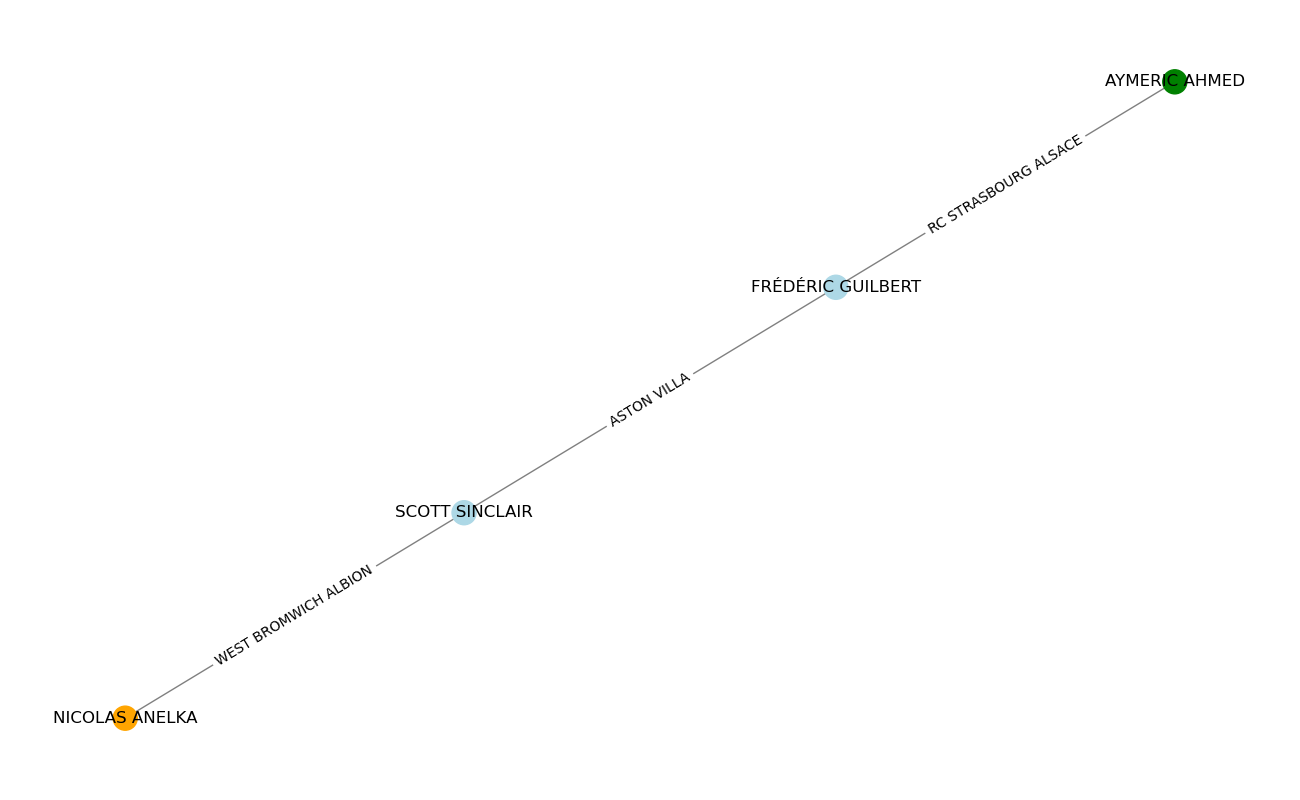 AYMERIC AHMED
RC STRASBOURG ALSACE
FRÉDÉRIC GUILBERT
ASTON VILLA
SCOTT SINCLAIR
WEST BROMWICH ALBION
NICOLAS ANELKA